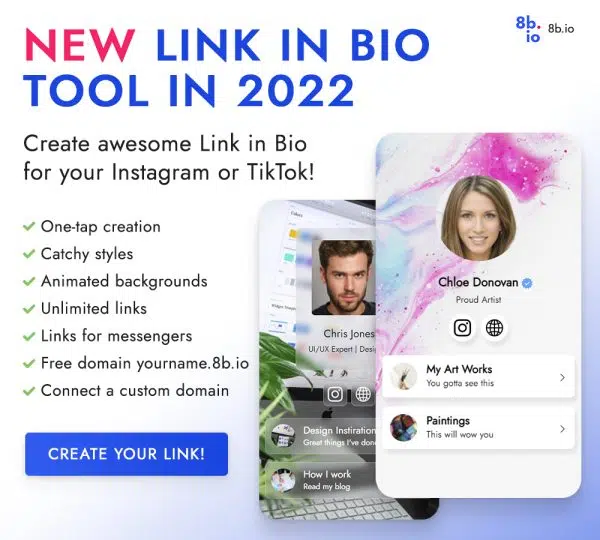 NEW LINK IN BIO
TOOL IN 2022
8b.
io
8b.io
Create awesome Link in Bio
for your Instagram or TikTok!
One-tap creation
Catchy styles
Animated backgrounds
Unlimited links
Links for messengers
Free domain yourname.8b.io
Connect a custom domain
CREATE YOUR LINK!
Colors
Chris Jones
UI/UX Expert | Desig
Design Instiration
Great things I've done
How I work
Read my blog
Chloe Donovan
Proud Artist
My Art Works
You gotta see this
Paintings
This will wow you